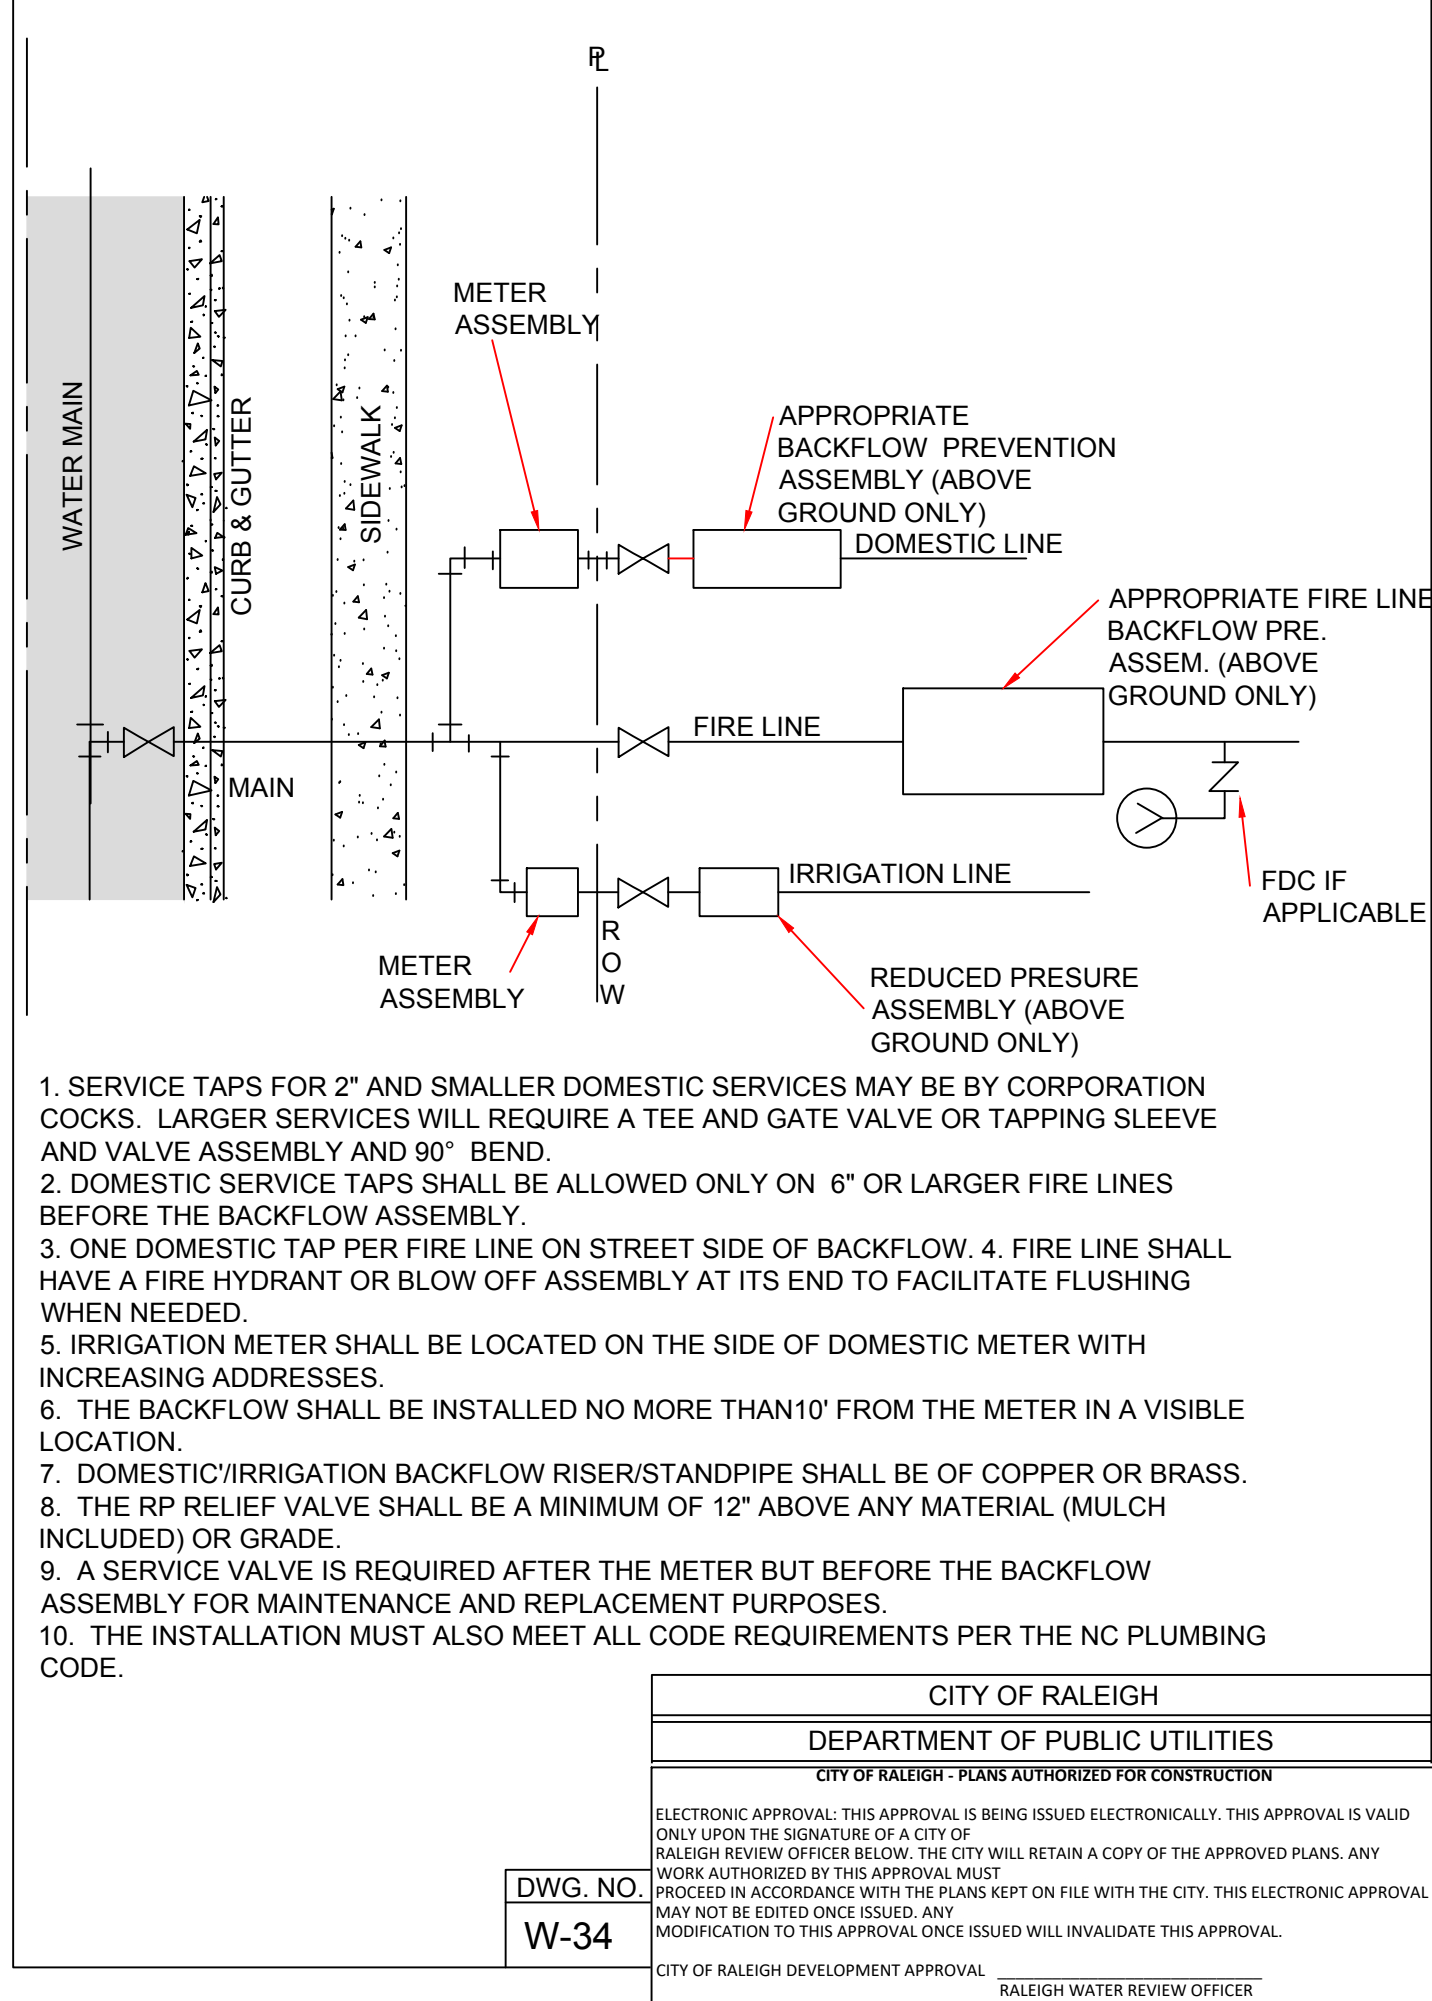 PL
METER
ASSEMBLY
WATER MAIN
CURB & GUTTER
SIDEWALK
APPROPRIATE
BACKFLOW  PREVENTION
ASSEMBLY (ABOVE
GROUND ONLY)
DOMESTIC LINE
APPROPRIATE FIRE LINE
BACKFLOW PRE.
ASSEM. (ABOVE
GROUND ONLY)
FIRE LINE
MAIN
IRRIGATION LINE
FDC IF
APPLICABLE
R
O
W
METER
ASSEMBLY
REDUCED PRESURE
ASSEMBLY (ABOVE
GROUND ONLY)
1. SERVICE TAPS FOR 2" AND SMALLER DOMESTIC SERVICES MAY BE BY CORPORATION
COCKS.  LARGER SERVICES WILL REQUIRE A TEE AND GATE VALVE OR TAPPING SLEEVE
AND VALVE ASSEMBLY AND 90°  BEND.
2. DOMESTIC SERVICE TAPS SHALL BE ALLOWED ONLY ON  6" OR LARGER FIRE LINES
BEFORE THE BACKFLOW ASSEMBLY.
3. ONE DOMESTIC TAP PER FIRE LINE ON STREET SIDE OF BACKFLOW. 4. FIRE LINE SHALL
HAVE A FIRE HYDRANT OR BLOW OFF ASSEMBLY AT ITS END TO FACILITATE FLUSHING
WHEN NEEDED.
5. IRRIGATION METER SHALL BE LOCATED ON THE SIDE OF DOMESTIC METER WITH
INCREASING ADDRESSES.
6.  THE BACKFLOW SHALL BE INSTALLED NO MORE THAN10' FROM THE METER IN A VISIBLE
LOCATION.
7.  DOMESTIC'/IRRIGATION BACKFLOW RISER/STANDPIPE SHALL BE OF COPPER OR BRASS.
8.  THE RP RELIEF VALVE SHALL BE A MINIMUM OF 12" ABOVE ANY MATERIAL (MULCH
INCLUDED) OR GRADE.
9.  A SERVICE VALVE IS REQUIRED AFTER THE METER BUT BEFORE THE BACKFLOW
ASSEMBLY FOR MAINTENANCE AND REPLACEMENT PURPOSES.
10.  THE INSTALLATION MUST ALSO MEET ALL CODE REQUIREMENTS PER THE NC PLUMBING
CODE.
CITY OF RALEIGH
DEPARTMENT OF PUBLIC UTILITIES
CITY OF RALEIGH - PLANS AUTHORIZED FOR CONSTRUCTION
ELECTRONIC APPROVAL: THIS APPROVAL IS BEING ISSUED ELECTRONICALLY. THIS APPROVAL IS VALID
ONLY UPON THE SIGNATURE OF A CITY OF
RALEIGH REVIEW OFFICER BELOW. THE CITY WILL RETAIN A COPY OF THE APPROVED PLANS. ANY
WORK AUTHORIZED BY THIS APPROVAL MUST
PROCEED IN ACCORDANCE WITH THE PLANS KEPT ON FILE WITH THE CITY. THIS ELECTRONIC APPROVAL
MAY NOT BE EDITED ONCE ISSUED. ANY
MODIFICATION TO THIS APPROVAL ONCE ISSUED WILL INVALIDATE THIS APPROVAL.
DWG. NO.
W-34
CITY OF RALEIGH DEVELOPMENT APPROVAL
RALEIGH WATER REVIEW OFFICER